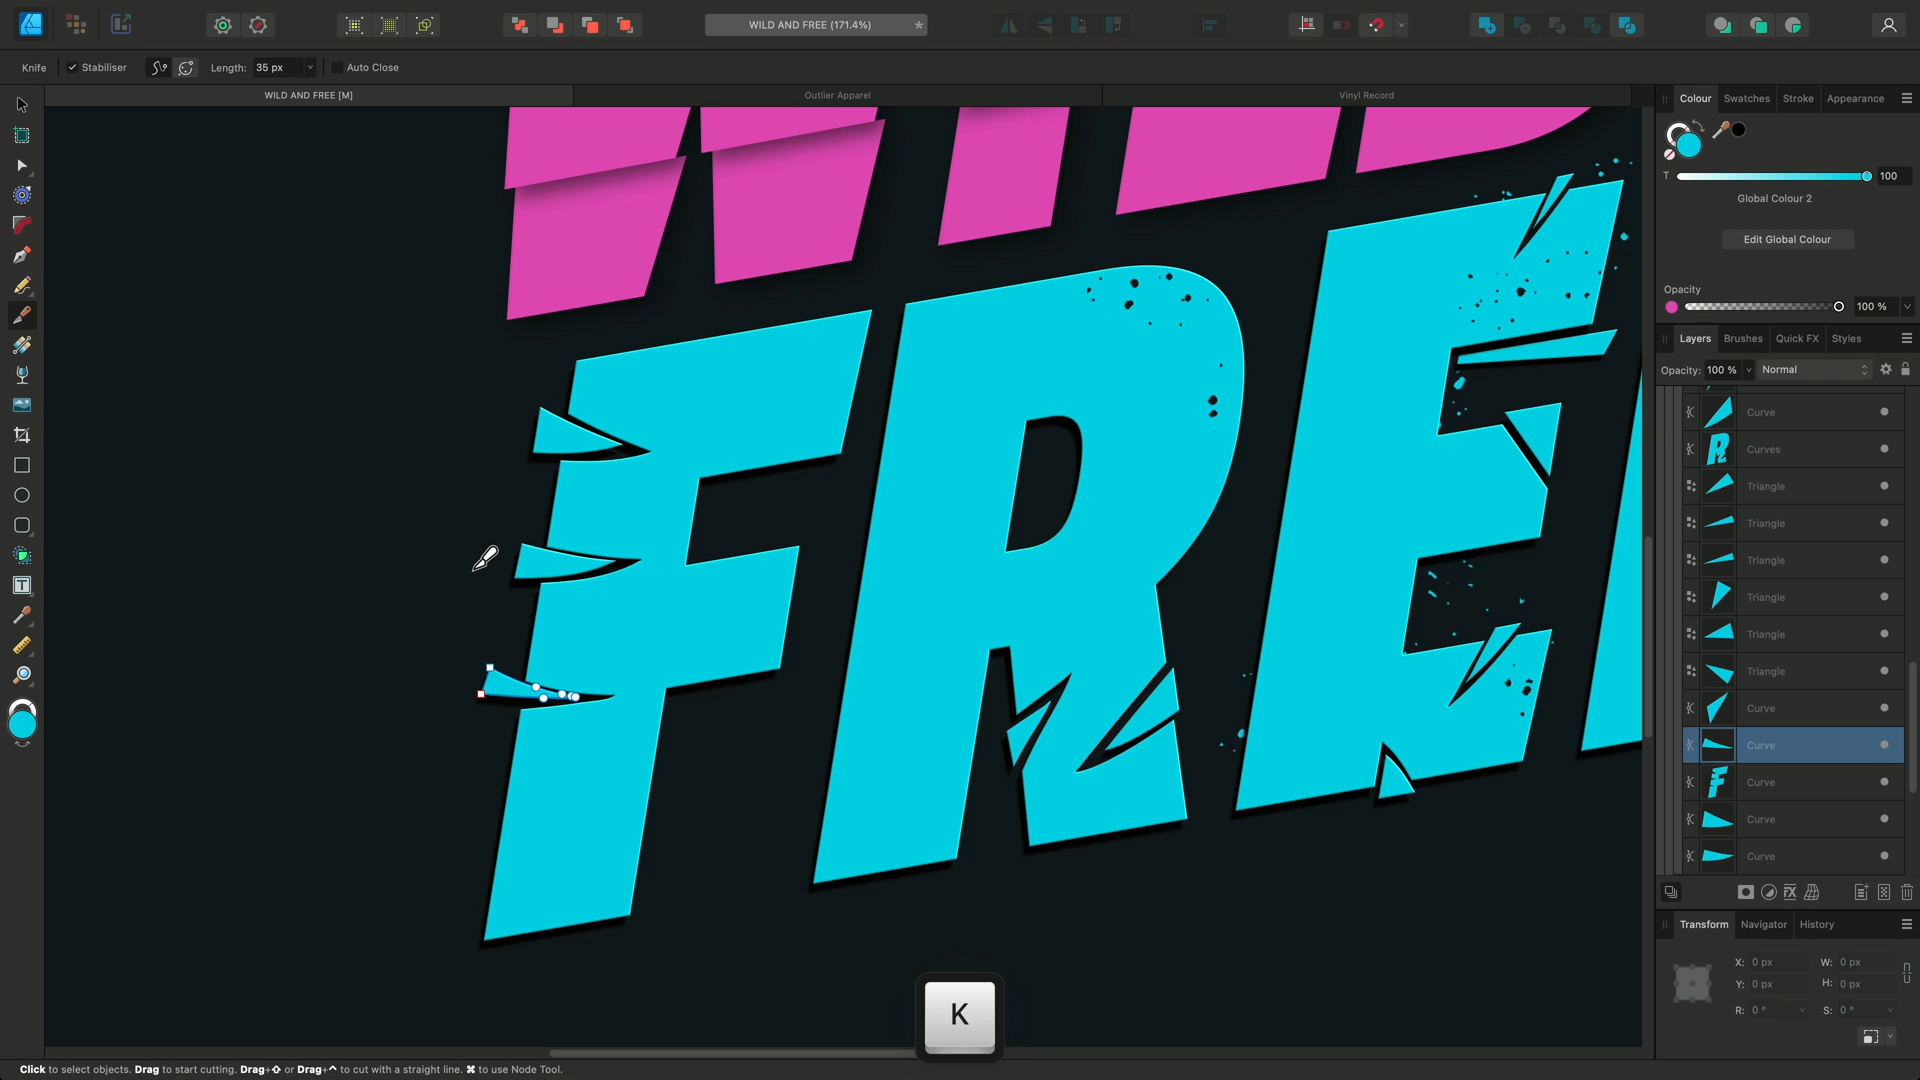 WILD AND FREE (171.4%)
*
Knife
Stabiliser
Length: 35 px
Auto Close
WILD AND FREE [M]
Outlier Apparel
Vinyl Record
Colour Swatches Stroke Appearance
T 100
Global Colour 2
Edit Global Colour
Opacity
100 %
Layers Brushes Quick FX Styles
Opacity: 100 % Normal
Curve
Curves
Triangle
Triangle
Triangle
Triangle
Triangle
Triangle
Curve
Curve
Curve
Curve
Curve
Transform Navigator History
X: 0 px W: 0 px
Y: 0 px H: 0 px
R: 0 ° S: 0 °
FRE
K
Click to select objects. Drag to start cutting. Drag+⇧ or Drag+⌃ to cut with a straight line. ⌘ to use Node Tool.